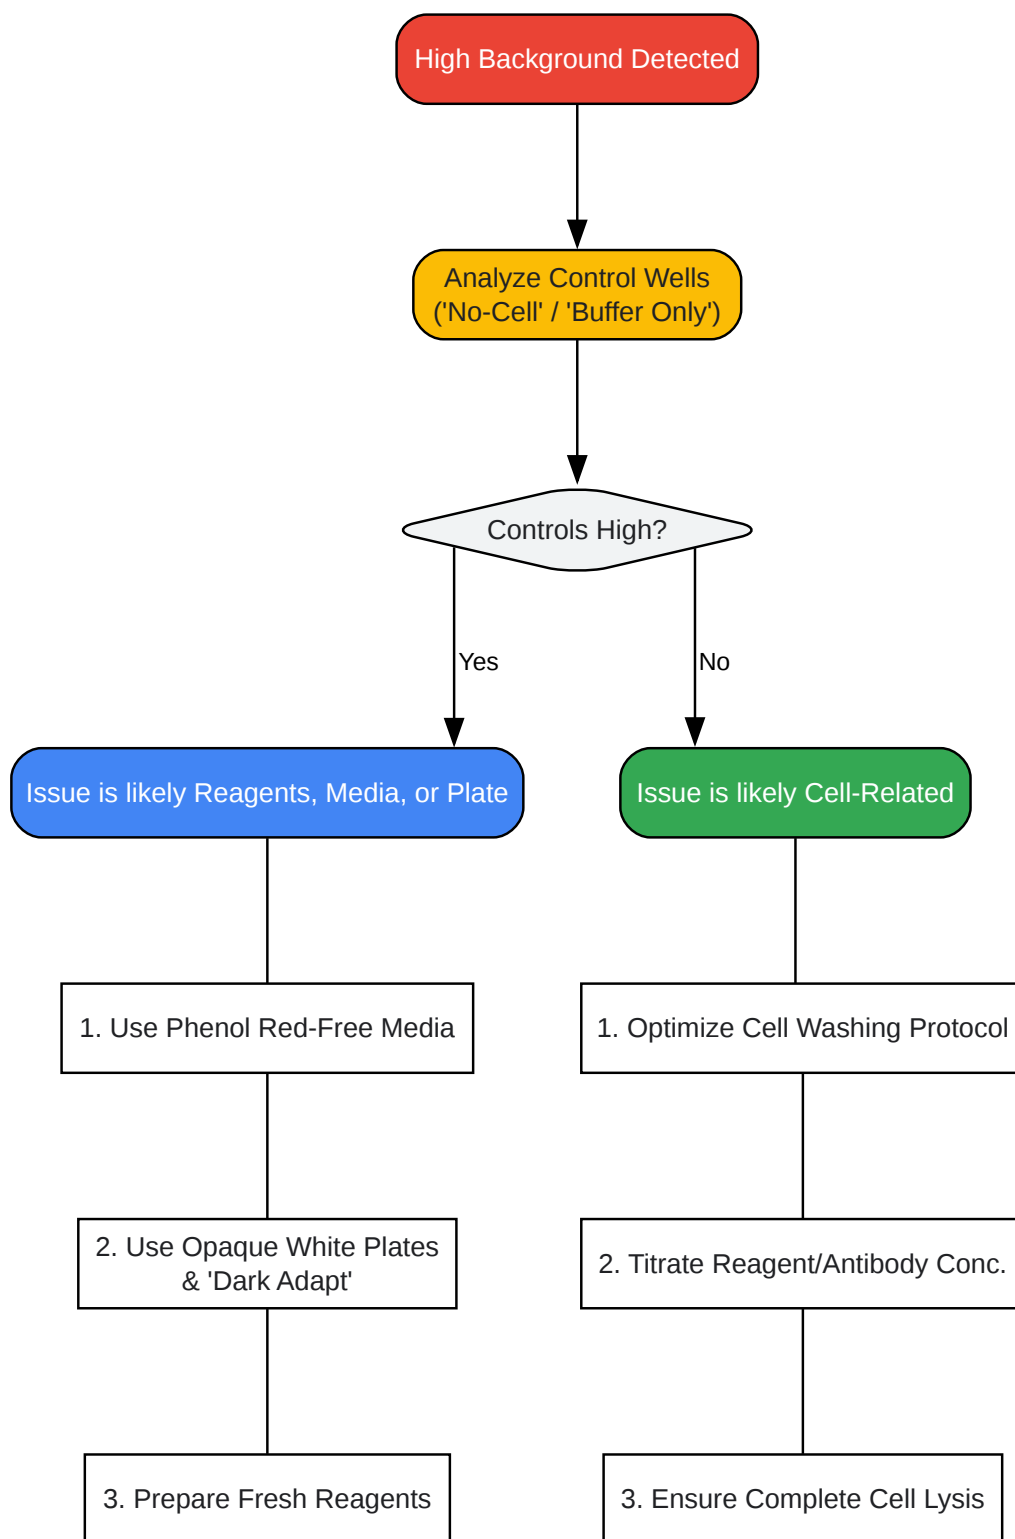 High Background Detected
Analyze Control Wells
('No-Cell' / 'Buffer Only')
Controls High?
Yes
No
Issue is likely Reagents, Media, or Plate
Issue is likely Cell-Related
1. Use Phenol Red-Free Media
1. Optimize Cell Washing Protocol
2. Use Opaque White Plates
& 'Dark Adapt'
2. Titrate Reagent/Antibody Conc.
3. Prepare Fresh Reagents
3. Ensure Complete Cell Lysis